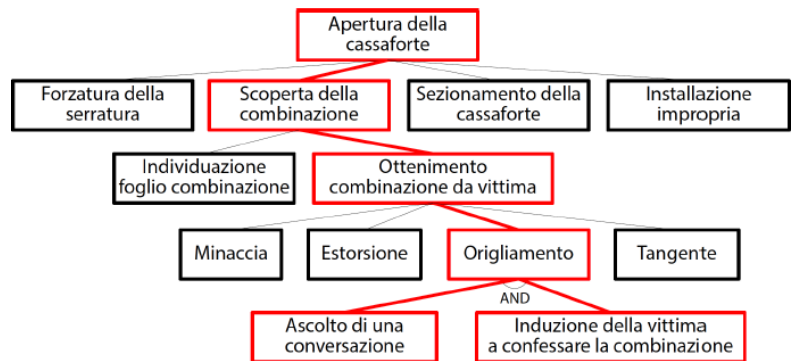 Apertura della
cassaforte
Forzatura della
serratura
Scoperta della
combinazione
Sezionamento della
cassaforte
Installazione
impropria
Individuazione
foglio combinazione
Ottenimento
combinazione da vittima
Minaccia
Estorsione
Origliamento
Tangente
AND
Ascolto di una
conversazione
Induzione della vittima
a confessare la combinazione